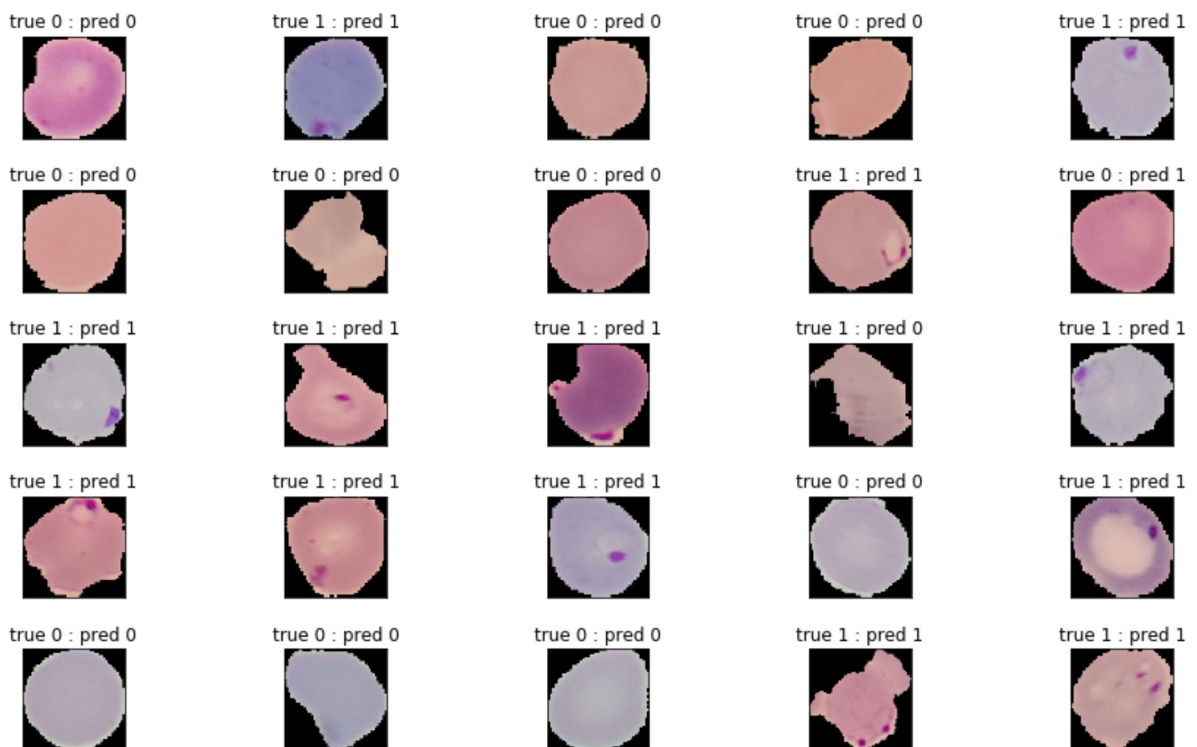 true 0 : pred 0 true 1 : pred 1 true 0 : pred 0 true 0 : pred 0 true 1 : pred 1
true 0 : pred 0 true 0 : pred 0 true 0 : pred 0 true 1 : pred 1 true 0 : pred 1
true 1 : pred 1 true 1 : pred 1 true 1 : pred 1 true 1 : pred 0 true 1 : pred 1
true 1 : pred 1 true 1 : pred 1 true 1 : pred 1 true 0 : pred 0 true 1 : pred 1
true 0 : pred 0 true 0 : pred 0 true 0 : pred 0 true 1 : pred 1 true 1 : pred 1